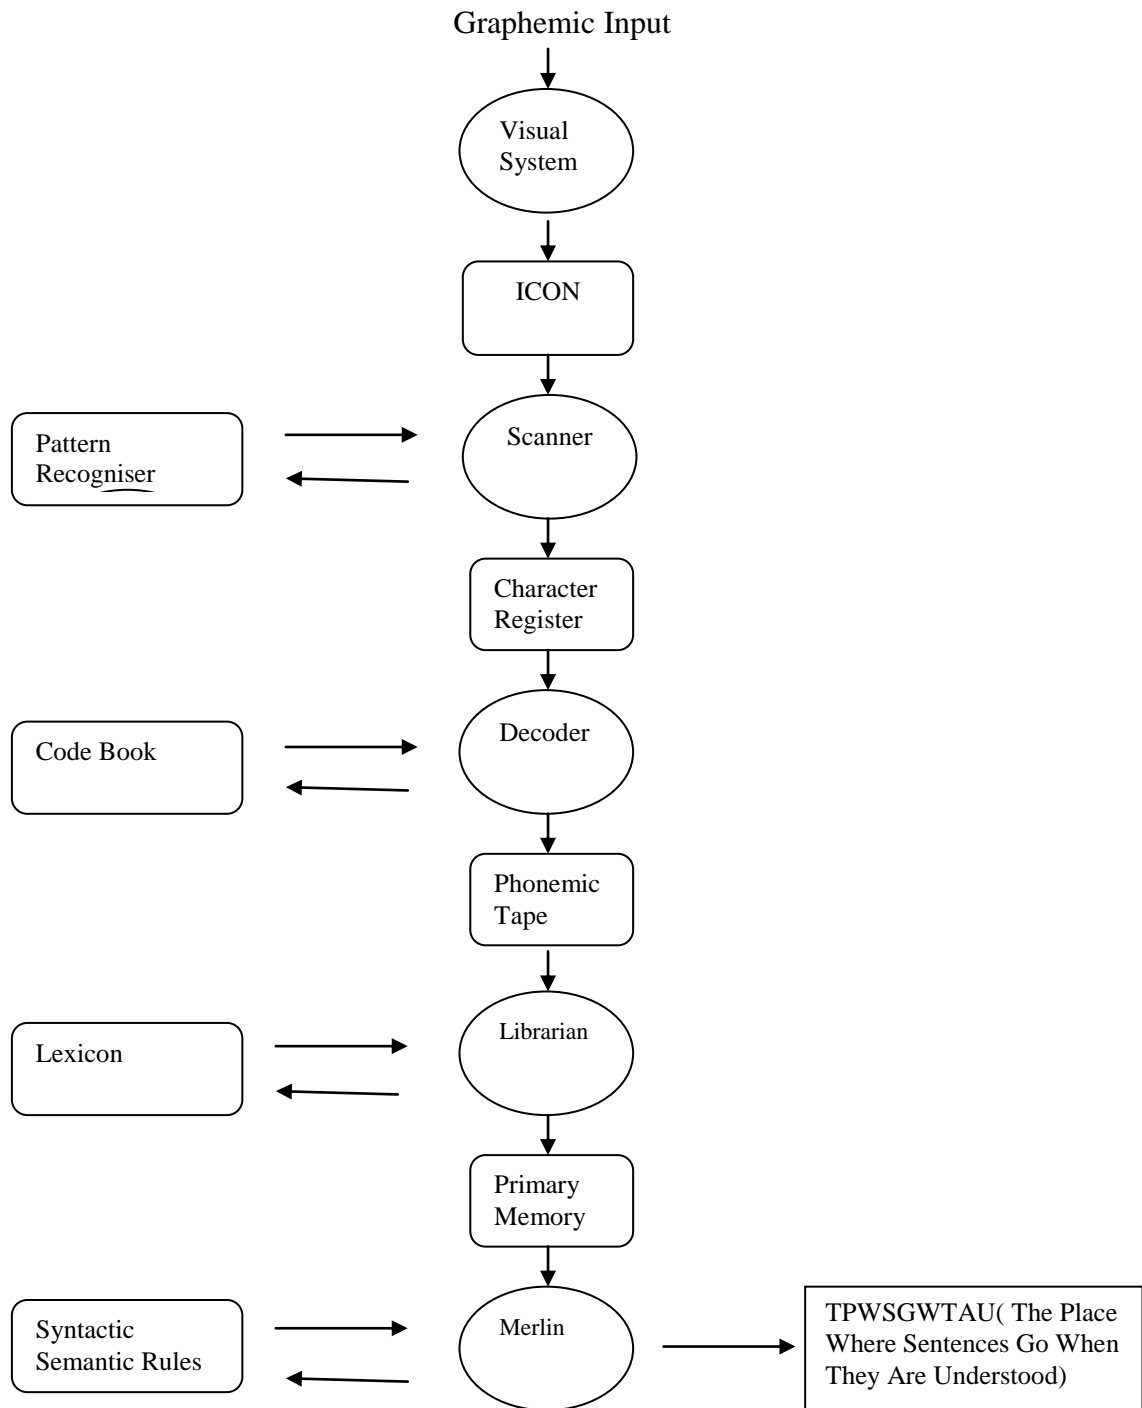 Graphemic Input
Visual
System
ICON
Pattern
Recogniser
Scanner
Character
Register
Code Book
Decoder
Phonemic
Tape
Lexicon
Librarian
Primary
Memory
Syntactic
Semantic Rules
Merlin
TPWSGWTAU( The Place
Where Sentences Go When
They Are Understood)